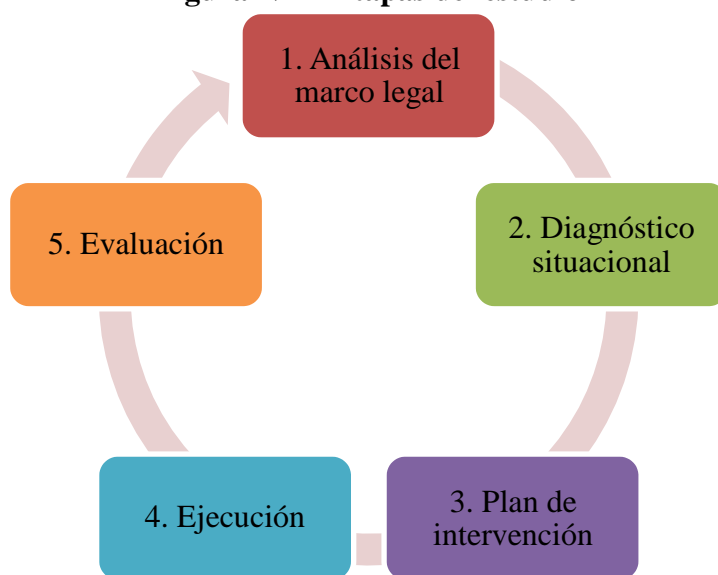 1. Análisis del
marco legal
2. Diagnóstico
situacional
3. Plan de
intervención
4. Ejecución
5. Evaluación